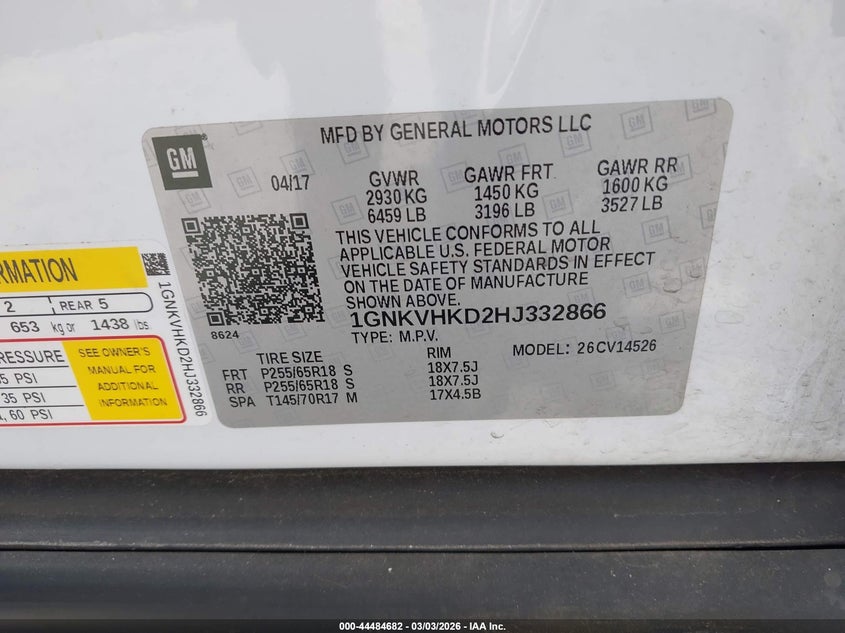 MFD BY GENERAL MOTORS LLC
GM
04/17
GVWR GAWR FRT GAWR RR
2930 KG 1450 KG 1600 KG
6459 LB 3196 LB 3527 LB
THIS VEHICLE CONFORMS TO ALL
APPLICABLE U.S. FEDERAL MOTOR
VEHICLE SAFETY STANDARDS IN EFFECT
ON THE DATE OF MANUFACTURE
SHOWN ABOVE.
1GNKVHKD2HJ332866
8624
TYPE: M.P.V.
MODEL: 26CV14526
TIRE SIZE RIM
FRT P255/65R18 S 18X7.5J
RR P255/65R18 S 18X7.5J
SPA T145/70R17 M 17X4.5B
2 REAR 5
653 kg or 1438 lbs
PRESSURE
35 PSI
60 PSI
SEE OWNER'S
MANUAL FOR
ADDITIONAL
INFORMATION
1GNKVHKD2HJ332866
000-44484682 - 03/03/2026 - IAA Inc.